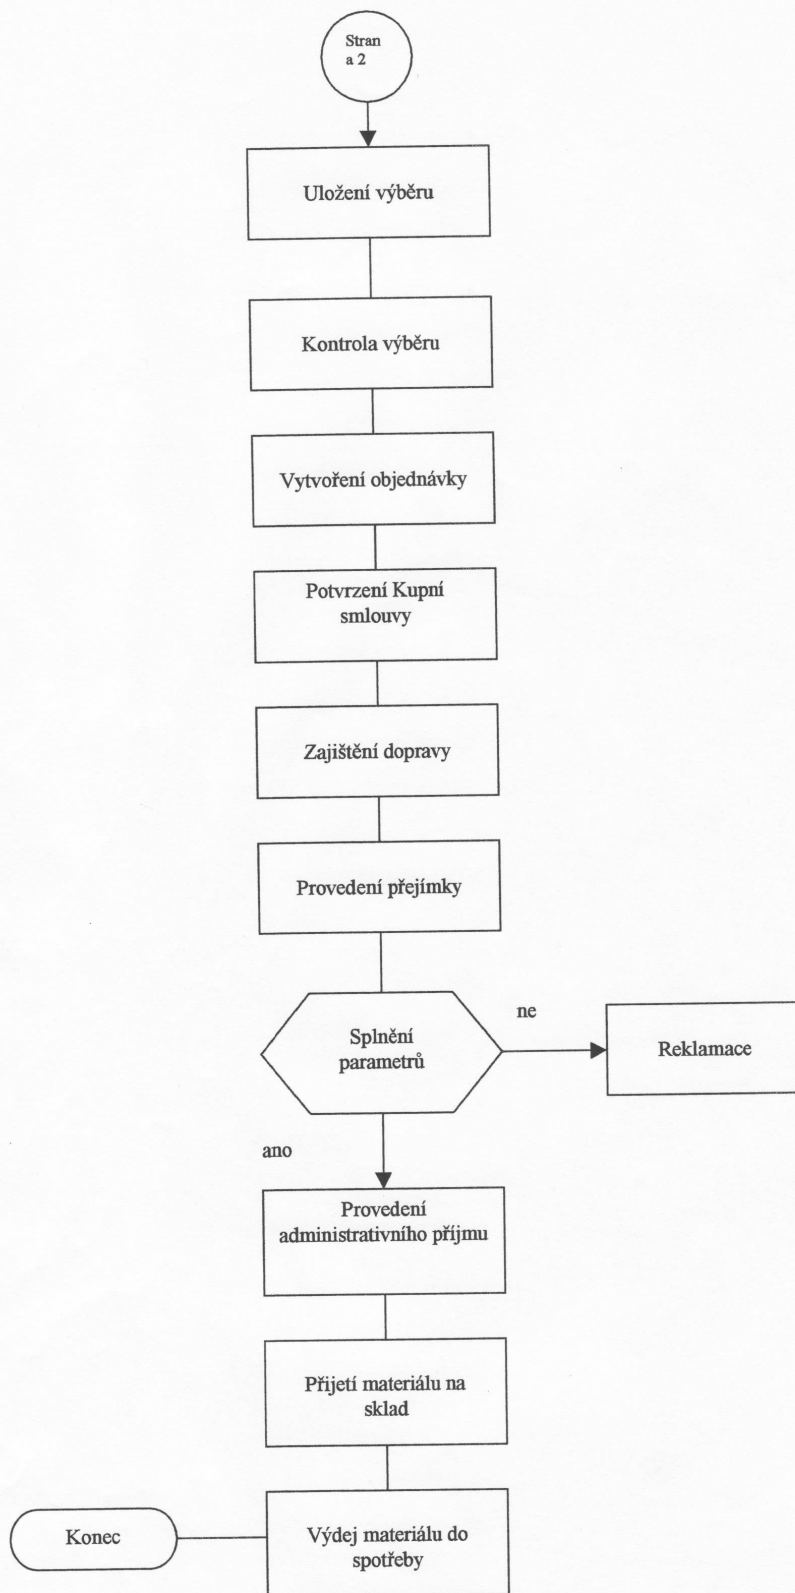 Stran
a 2
Uložení výběru
Kontrola výběru
Vytvoření objednávky
Potvrzení Kupní
smlouvy
Zajištění dopravy
Provedení přejímky
Splnění
parametrů
ne
Reklamace
ano
Provedení
administrativního příjmu
Přijetí materiálu na
sklad
Konec
Výdej materiálu do
spotřeby